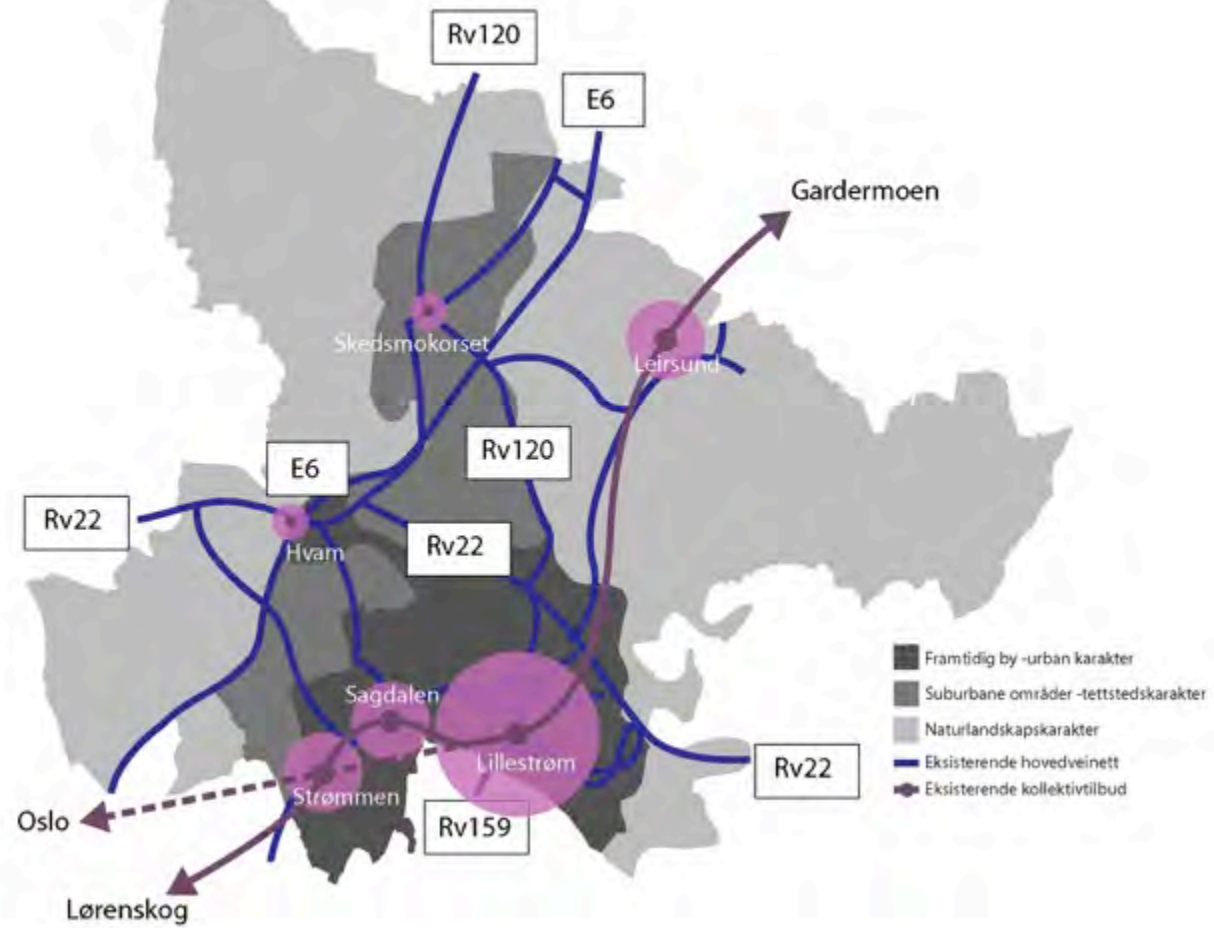 Rv120
E6
Gardermoen
Skedsmokorset
Leirsund
Rv120
E6
Rv22
Rv22
Hvam
Framtidig by -urban karakter
Suburbane områder -tettstedskarakter
Sagdalen
Naturlandskapskarakter
Lillestrøm
Eksisterende hovedveinett
Rv22
Eksisterende kollektivtilbud
Strømmen
Oslo
Rv159
Lørenskog